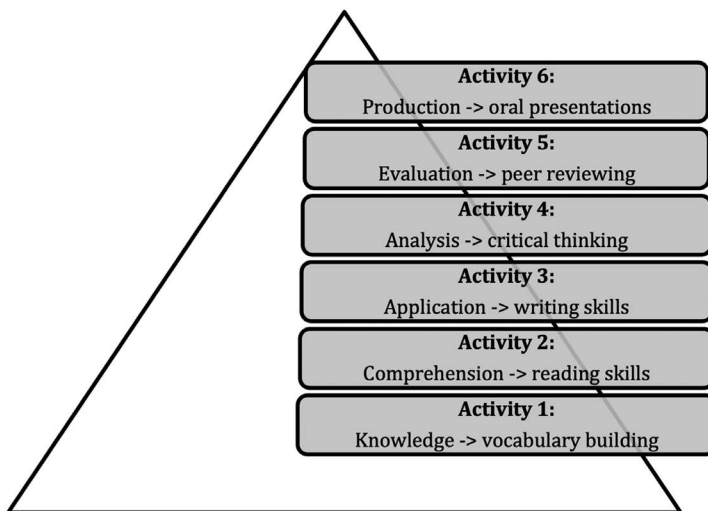 Activity 6:
Production -> oral presentations
Activity 5:
Evaluation -> peer reviewing
Activity 4:
Analysis -> critical thinking
Activity 3:
Application -> writing skills
Activity 2:
Comprehension -> reading skills
Activity 1:
Knowledge -> vocabulary building